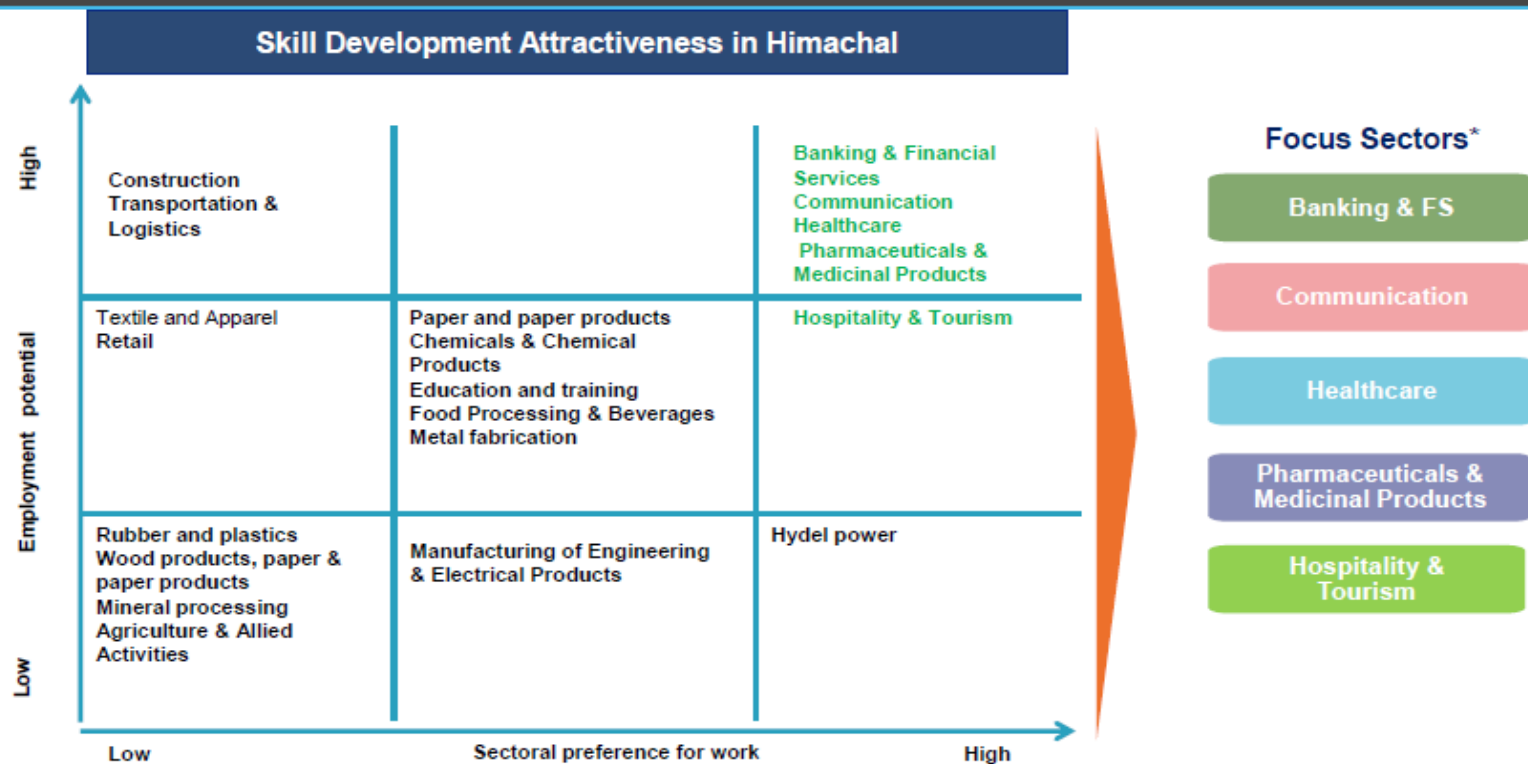 Skill Development Attractiveness in Himachal
High
Employment potential
Low
Construction
Transportation &
Logistics
Banking & Financial
Services
Communication
Healthcare
Pharmaceuticals &
Medicinal Products
Textile and Apparel
Retail
Paper and paper products
Chemicals & Chemical
Products
Education and training
Food Processing & Beverages
Metal fabrication
Hospitality & Tourism
Rubber and plastics
Wood products, paper &
paper products
Mineral processing
Agriculture & Allied
Activities
Manufacturing of Engineering
& Electrical Products
Hydel power
Low
Sectoral preference for work
High
Focus Sectors*
Banking & FS
Communication
Healthcare
Pharmaceuticals &
Medicinal Products
Hospitality &
Tourism